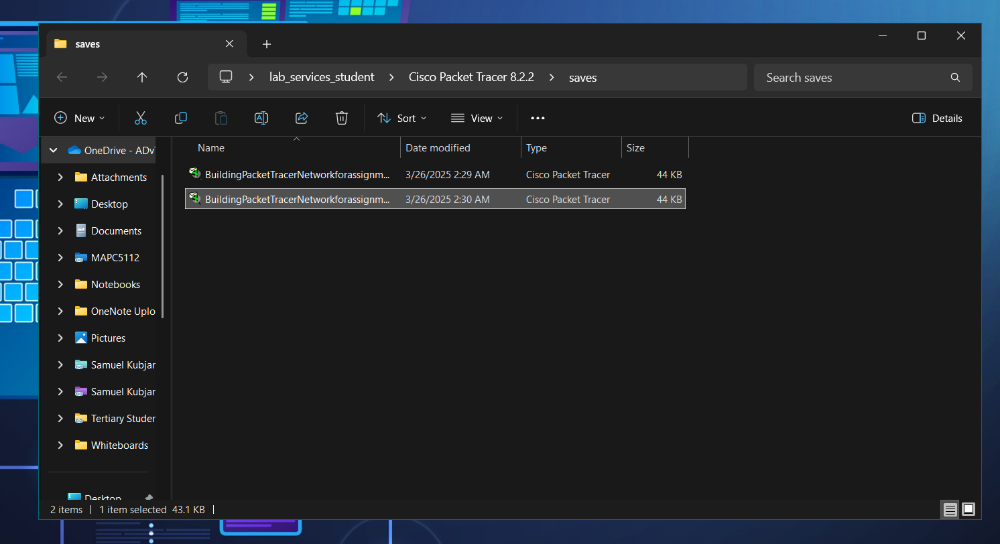 saves
lab_services_student > Cisco Packet Tracer 8.2.2 > saves
Search saves
New
Sort
View
Details
Name Date modified Type Size
BuildingPacketTracerNetworkforassignm... 3/26/2025 2:29 AM Cisco Packet Tracer 44 KB
BuildingPacketTracerNetworkforassignm... 3/26/2025 2:30 AM Cisco Packet Tracer 44 KB
OneDrive - ADv
Attachments
Desktop
Documents
MAPC5112
Notebooks
OneNote Uplo
Pictures
Samuel Kubjar
Samuel Kubjar
Tertiary Studer
Whiteboards
Desktop
2 items | 1 item selected 43.1 KB |